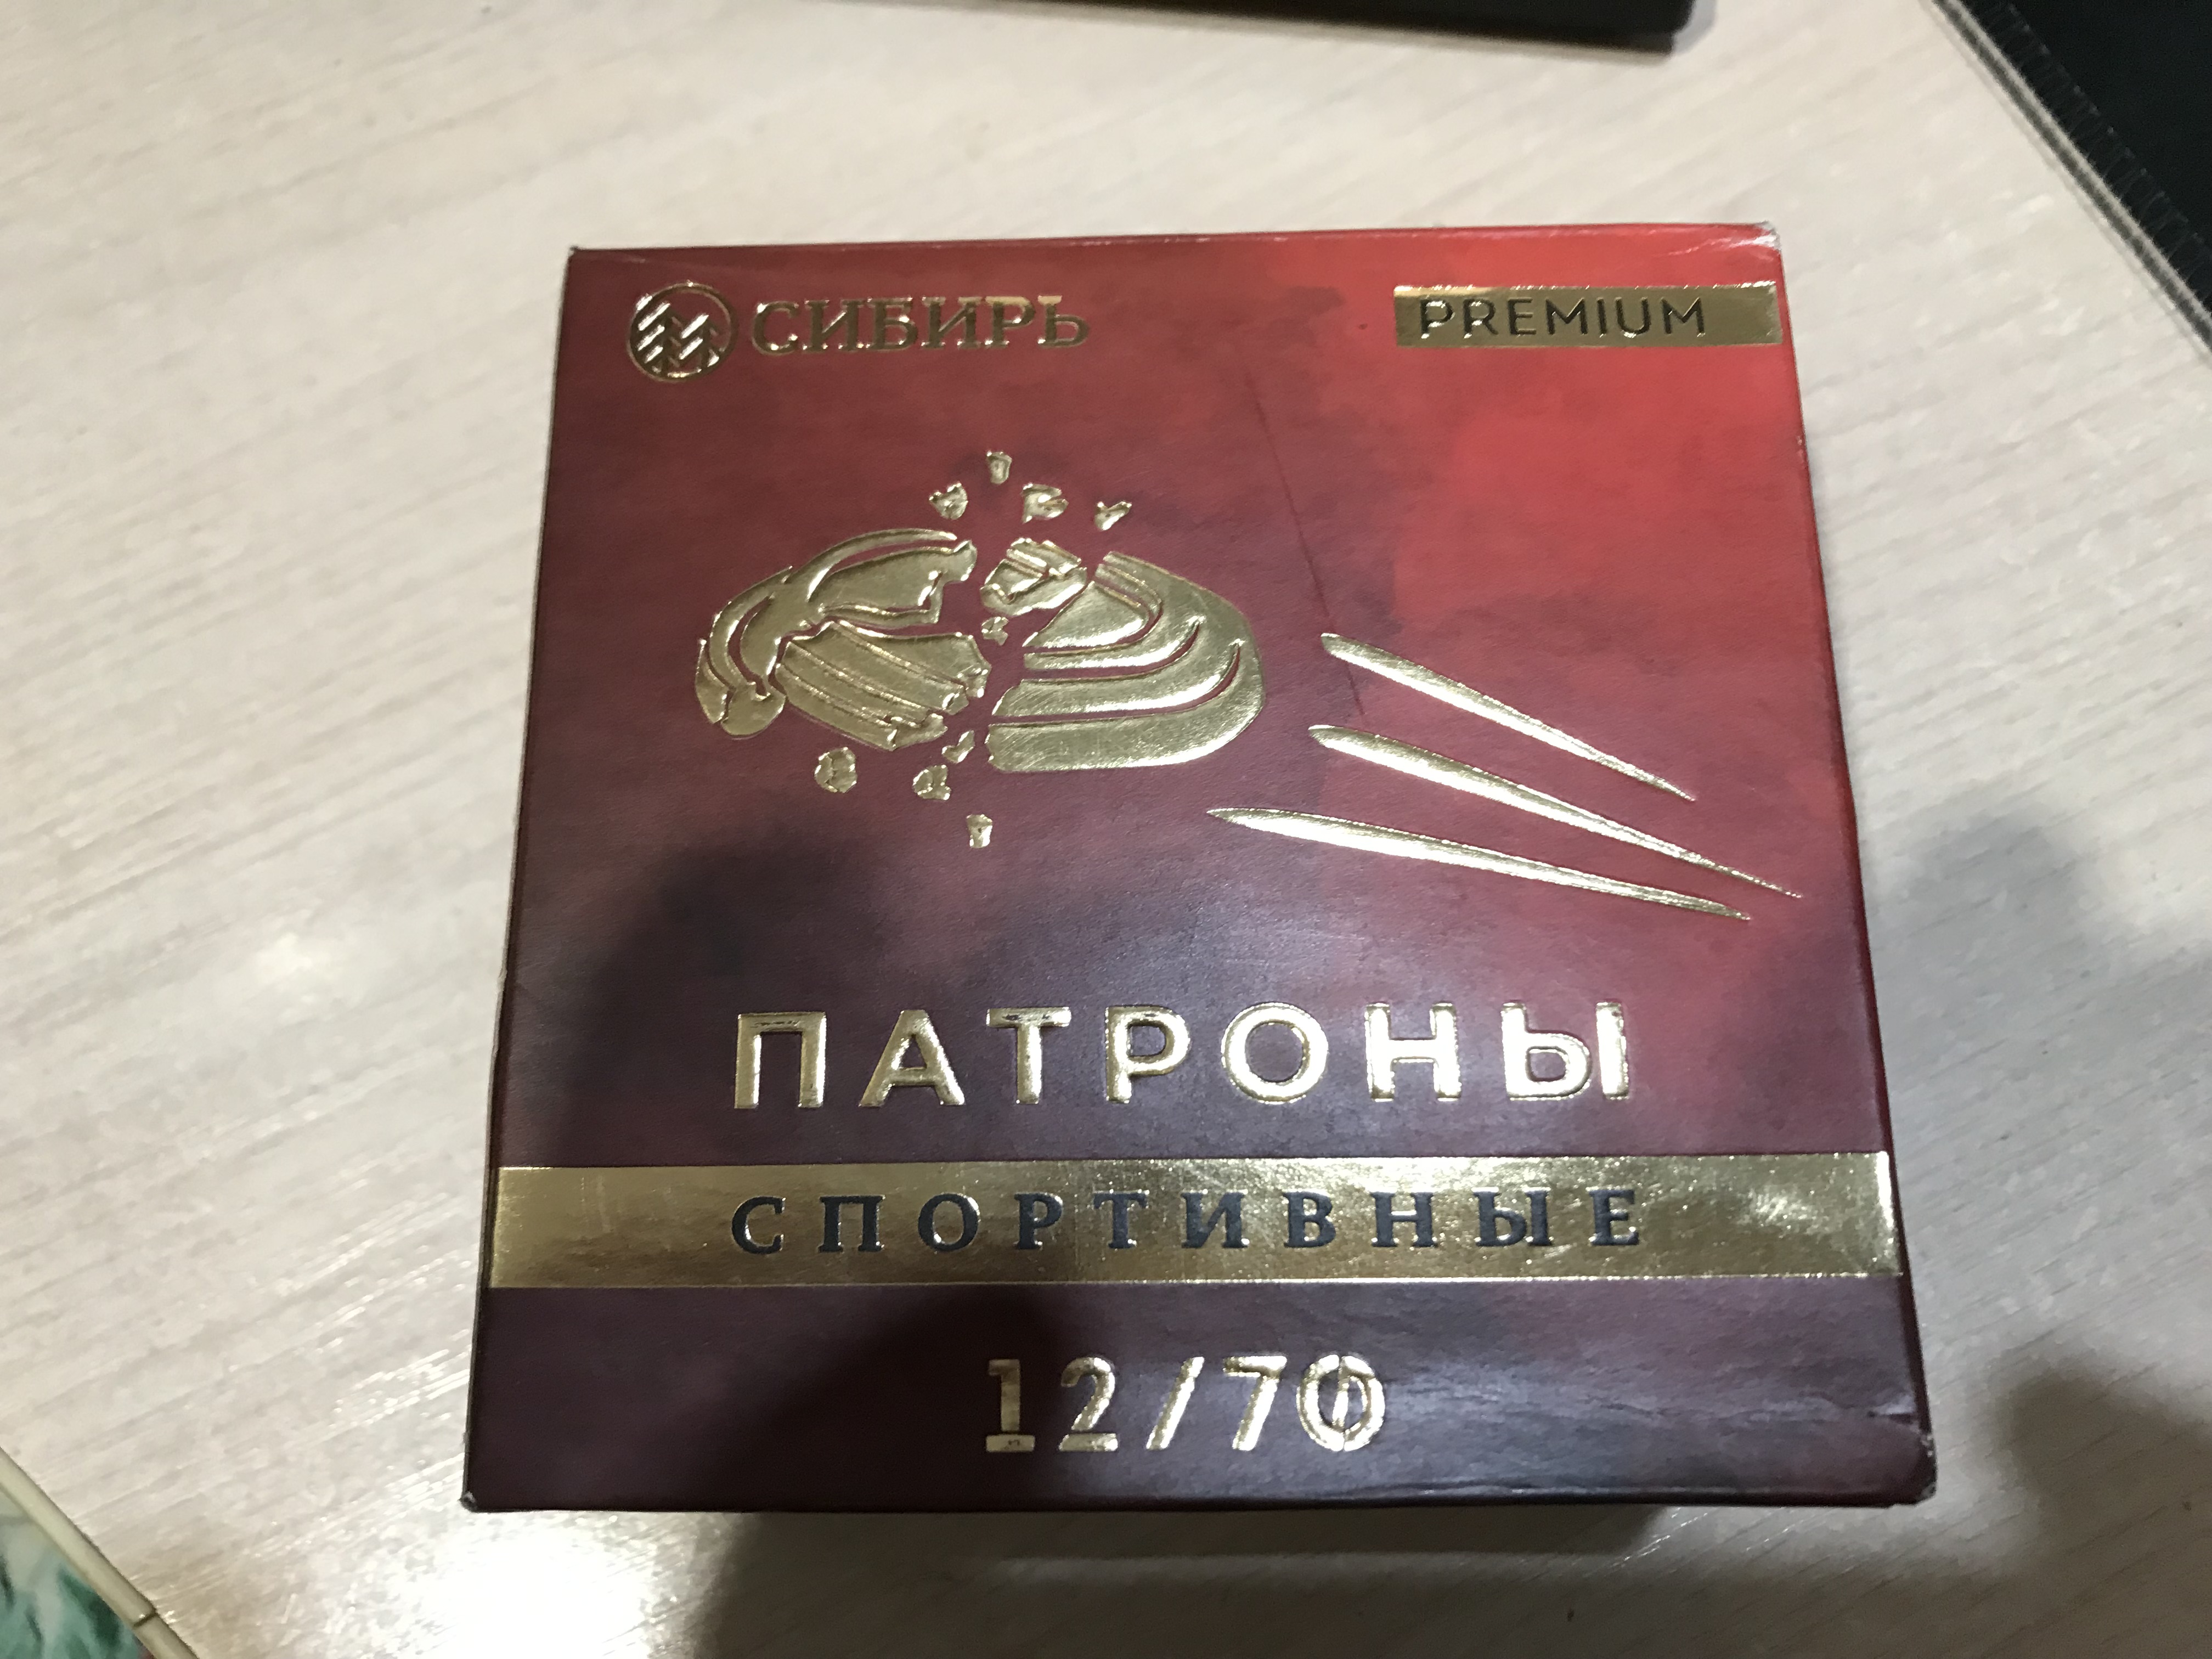 СИБИРЬ
PREMIUM
ПАТРОНЫ
СПОРТИВНЫЕ
12/70